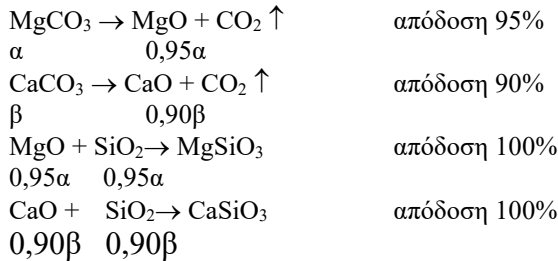 MgCO₃ → MgO + CO₂ ↑ απόδοση 95%
α 0,95α
CaCO₃ → CaO + CO₂ ↑ απόδοση 90%
β 0,90β
MgO + SiO₂→ MgSiO₃ απόδοση 100%
0,95α 0,95α
CaO + SiO₂→ CaSiO₃ απόδοση 100%
0,90β 0,90β